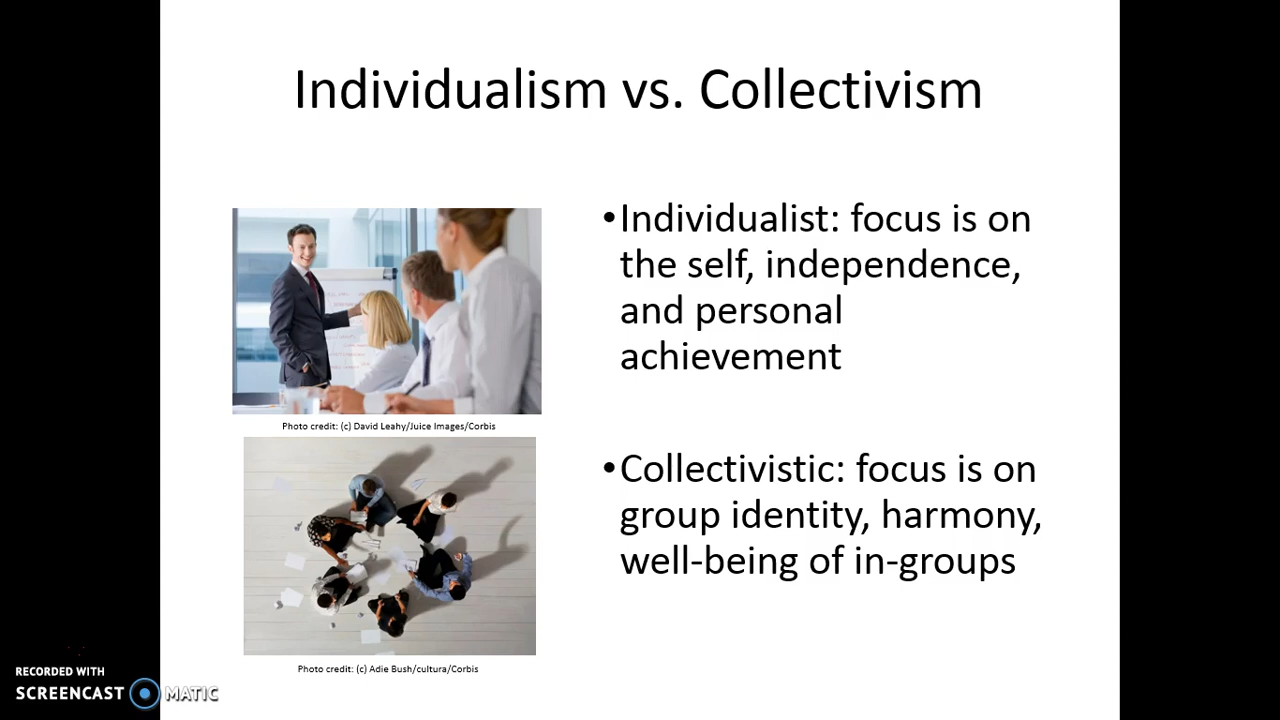 Individualism vs. Collectivism
•Individualist: focus is on
the self, independence,
and personal
achievement
Photo credit: (c) David Leahy/Juice Images/Corbis
•Collectivistic: focus is on
group identity, harmony,
well-being of in-groups
Photo credit: (c) Adie Bush/cultura/Corbis
RECORDED WITH
SCREENCAST MATIC